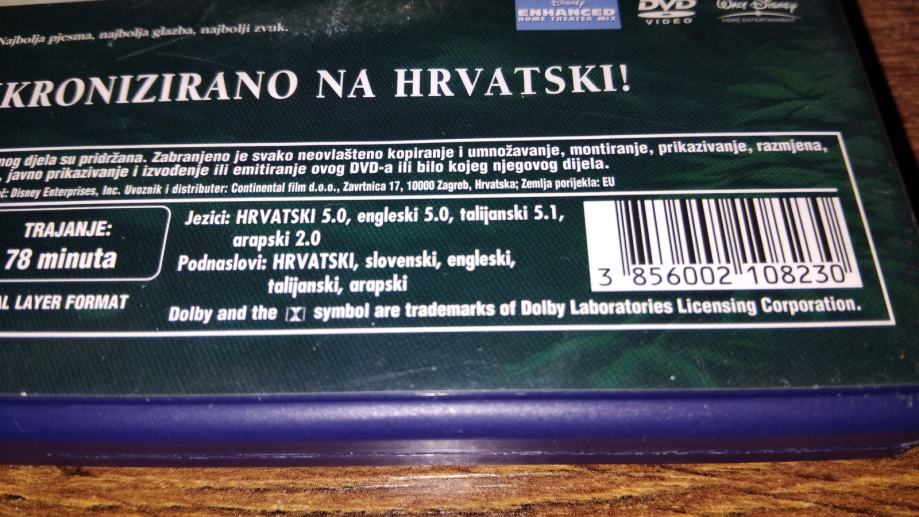 Najbolja pjesma, najbolja glazba, najbolji zvuk.
Disney
ENHANCED
HOME THEATER MIX
DVD
VIDEO
Walt Disney
HOME ENTERTAINMENT
KRONIZIRANO NA HRVATSKI!
nog djela su pridržana. Zabranjeno je svako neovlašteno kopiranje i umnožavanje, montiranje, prikazivanje, razmjena,
, javno prikazivanje i izvođenje ili emitiranje ovog DVD-a ili bilo kojeg njegovog dijela.
č: Disney Enterprises, Inc. Uvoznik i distributer: Continental film d.o.o., Zavrtnica 17, 10000 Zagreb, Hrvatska; Zemlja porijekla: EU
TRAJANJE:
78 minuta
AL LAYER FORMAT
Jezici: HRVATSKI 5.0, engleski 5.0, talijanski 5.1,
arapski 2.0
Podnaslovi: HRVATSKI, slovenski, engleski,
talijanski, arapski
Dolby and the symbol are trademarks of Dolby Laboratories Licensing Corporation.
3 856002 108230